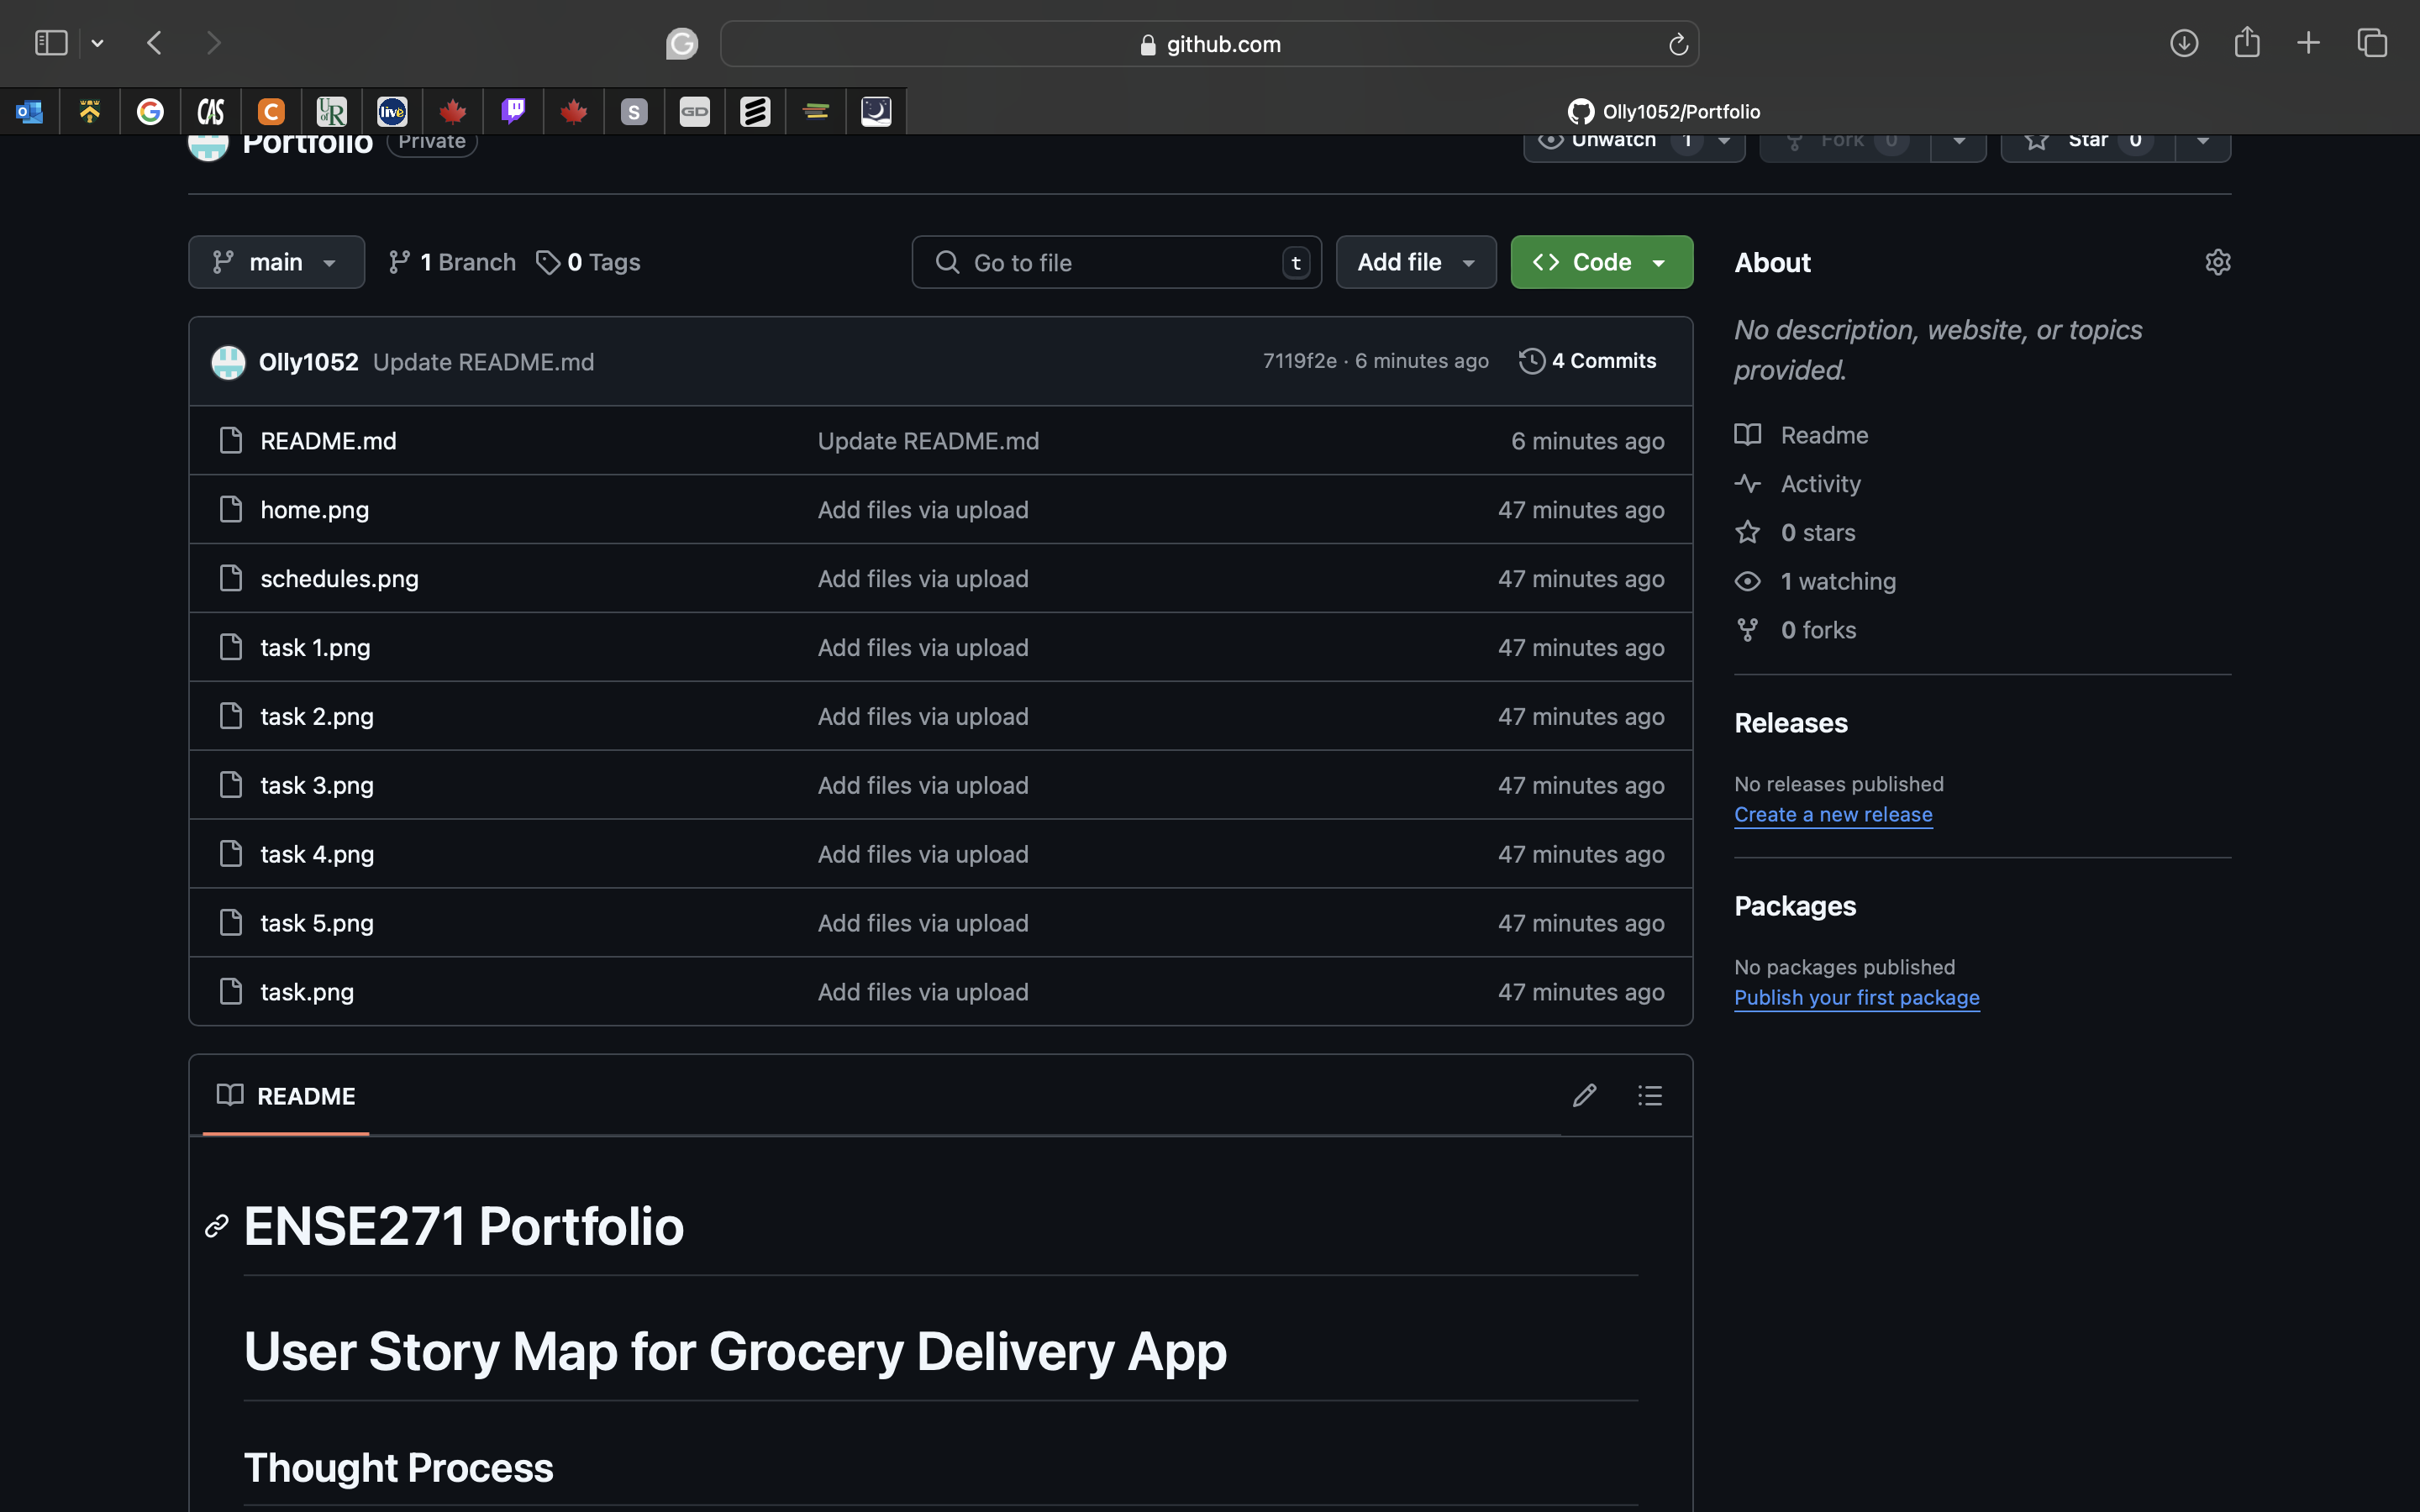 github.com
CAS
C
U of R
live
S
GD
Olly1052/Portfolio
Portfolio Private
Unwatch 1
Fork 0
Star 0
main
1 Branch
0 Tags
Go to file
t
Add file
Code
Olly1052 Update README.md
7119f2e · 6 minutes ago
4 Commits
README.md Update README.md 6 minutes ago
home.png Add files via upload 47 minutes ago
schedules.png Add files via upload 47 minutes ago
task 1.png Add files via upload 47 minutes ago
task 2.png Add files via upload 47 minutes ago
task 3.png Add files via upload 47 minutes ago
task 4.png Add files via upload 47 minutes ago
task 5.png Add files via upload 47 minutes ago
task.png Add files via upload 47 minutes ago
About
No description, website, or topics
provided.
Readme
Activity
0 stars
1 watching
0 forks
Releases
No releases published
Create a new release
Packages
No packages published
Publish your first package
README
ENSE271 Portfolio
User Story Map for Grocery Delivery App
Thought Process